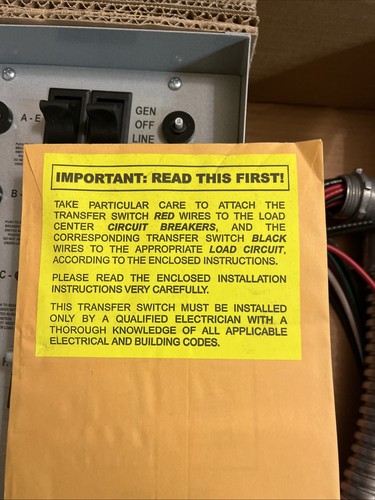 A - E
GEN
OFF
LINE
IMPORTANT: READ THIS FIRST!
TAKE PARTICULAR CARE TO ATTACH THE
TRANSFER SWITCH RED WIRES TO THE LOAD
CENTER CIRCUIT BREAKERS, AND THE
CORRESPONDING TRANSFER SWITCH BLACK
WIRES TO THE APPROPRIATE LOAD CIRCUIT,
ACCORDING TO THE ENCLOSED INSTRUCTIONS.
PLEASE READ THE ENCLOSED INSTALLATION
INSTRUCTIONS VERY CAREFULLY.
THIS TRANSFER SWITCH MUST BE INSTALLED
ONLY BY A QUALIFIED ELECTRICIAN WITH A
THOROUGH KNOWLEDGE OF ALL APPLICABLE
ELECTRICAL AND BUILDING CODES.
B -
C -